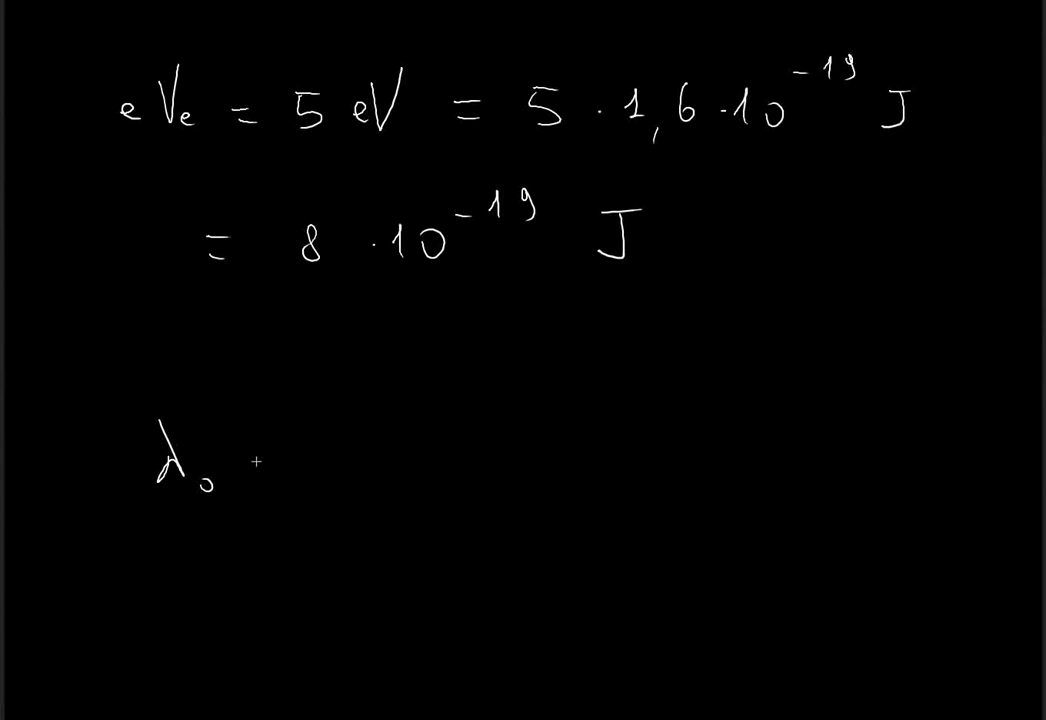 eVe = 5 eV = 5 · 1,6 · 10⁻¹⁹ J
= 8 · 10⁻¹⁹ J
λ₀